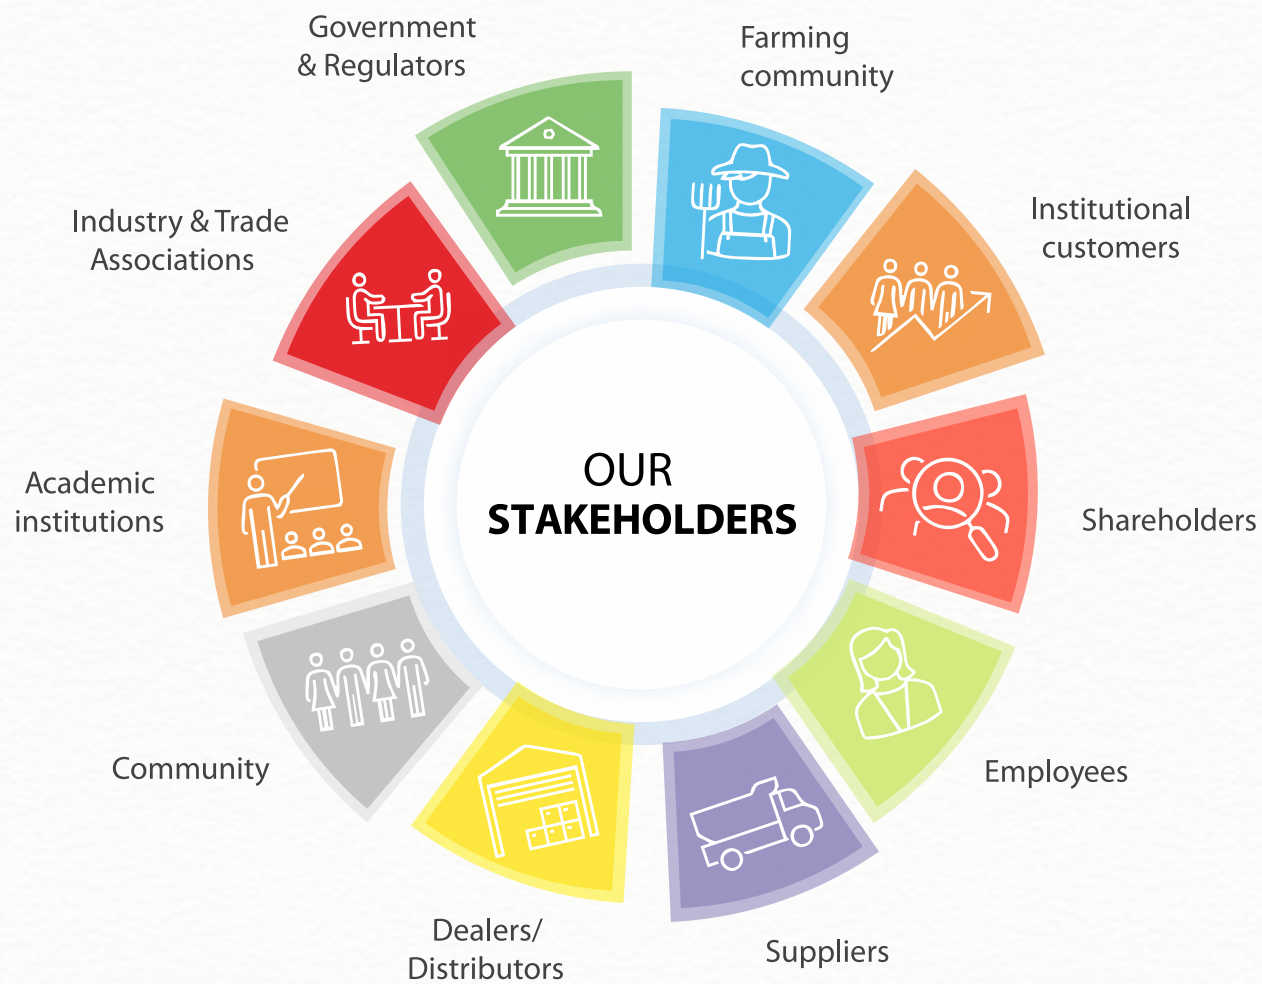 Government
& Regulators
Farming
community
Institutional
customers
Shareholders
Employees
Suppliers
Dealers/
Distributors
Community
Academic
institutions
Industry & Trade
Associations
OUR
STAKEHOLDERS